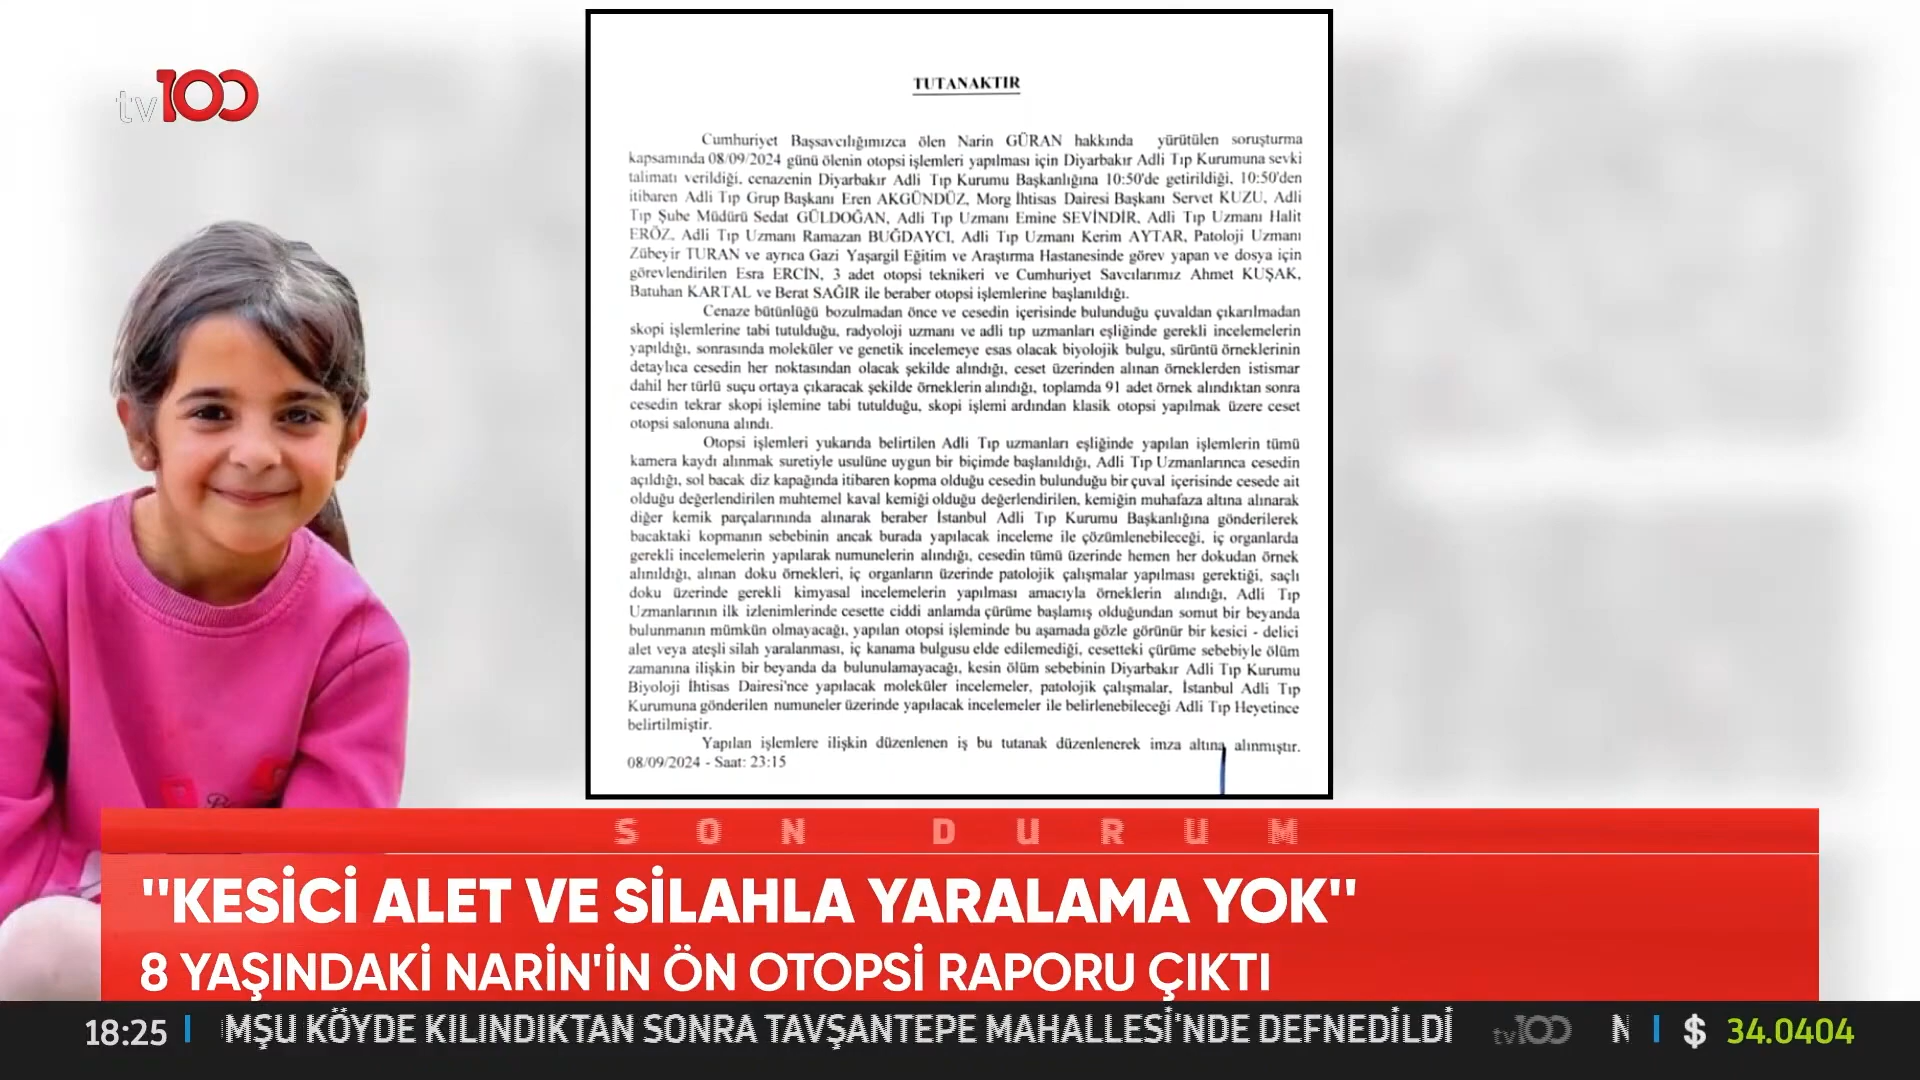 tv100
TUTANAKTIR
Cumhuriyet Başsavcılığımızca ölen Narin GÜRAN hakkında yürütülen soruşturma
kapsamında 08/09/2024 günü ölenin otopsi işlemleri yapılması için Diyarbakır Adli Tıp Kurumuna sevki
talimatı verildiği, cenazenin Diyarbakır Adli Tıp Kurumu Başkanlığına 10:50'de getirildiği, 10:50'den
itibaren Adli Tıp Grup Başkanı Eren AKGÜNDÜZ, Morg İhtisas Dairesi Başkanı Servet KUZU, Adli
Tıp Şube Müdürü Sedat GÜLDOĞAN, Adli Tıp Uzmanı Emine SEVİNDİR, Adli Tıp Uzmanı Halit
ERÖZ, Adli Tıp Uzmanı Ramazan BUĞDAYCI, Adli Tıp Uzmanı Kerim AYTAR, Patoloji Uzmanı
Zübeyir TURAN ve ayrıca Gazi Yaşargil Eğitim ve Araştırma Hastanesinde görev yapan ve dosya için
görevlendirilen Esra ERCİN, 3 adet otopsi teknikeri ve Cumhuriyet Savcılarımız Ahmet KUŞAK,
Batuhan KARTAL ve Berat SAĞIR ile beraber otopsi işlemlerine başlanıldığı.
Cenaze bütünlüğü bozulmadan önce ve cesedin içerisinde bulunduğu çuvaldan çıkarılmadan
skopi işlemlerine tabi tutulduğu, radyoloji uzmanı ve adli tıp uzmanları eşliğinde gerekli incelemelerin
yapıldığı, sonrasında moleküler ve genetik incelemeye esas olacak biyolojik bulgu, sürüntü örneklerinin
detaylıca cesedin her noktasından olacak şekilde alındığı, ceset üzerinden alınan örneklerden istismar
dahil her türlü suçu ortaya çıkaracak şekilde örneklerin alındığı, toplamda 91 adet örnek alındıktan sonra
cesedin tekrar skopi işlemine tabi tutulduğu, skopi işlemi ardından klasik otopsi yapılmak üzere ceset
otopsi salonuna alındı.
Otopsi işlemleri yukarıda belirtilen Adli Tıp uzmanları eşliğinde yapılan işlemlerin tümü
kamera kaydı alınmak suretiyle usulüne uygun bir biçimde başlanıldığı, Adli Tıp Uzmanlarınca cesedin
açıldığı, sol bacak diz kapağında itibaren kopma olduğu cesedin bulunduğu bir çuval içerisinde cesede ait
olduğu değerlendirilen muhtemel kaval kemiği olduğu değerlendirilen, kemiğin muhafaza altına alınarak
diğer kemik parçalarınında alınarak beraber İstanbul Adli Tıp Kurumu Başkanlığına gönderilerek
bacaktaki kopmanın sebebinin ancak burada yapılacak inceleme ile çözümlenebileceği, iç organlarda
gerekli incelemelerin yapılarak numunelerin alındığı, cesedin tümü üzerinde hemen her dokudan örnek
alınıldığı, alınan doku örnekleri, iç organların üzerinde patolojik çalışmalar yapılması gerektiği, saçlı
doku üzerinde gerekli kimyasal incelemelerin yapılması amacıyla örneklerin alındığı, Adli Tıp
Uzmanlarının ilk izlenimlerinde cesette ciddi anlamda çürüme başlamış olduğundan somut bir beyanda
bulunmanın mümkün olmayacağı, yapılan otopsi işleminde bu aşamada gözle görünür bir kesici - delici
alet veya ateşli silah yaralanması, iç kanama bulgusu elde edilemediği, cesetteki çürüme sebebiyle ölüm
zamanına ilişkin bir beyanda da bulunulamayacağı, kesin ölüm sebebinin Diyarbakır Adli Tıp Kurumu
Biyoloji İhtisas Dairesi'nce yapılacak moleküler incelemeler, patolojik çalışmalar, İstanbul Adli Tıp
Kurumuna gönderilen numuneler üzerinde yapılacak incelemeler ile belirlenebileceği Adli Tıp Heyetince
belirtilmiştir.
Yapılan işlemlere ilişkin düzenlenen iş bu tutanak düzenlenerek imza altına alınmıştır.
08/09/2024 - Saat: 23:15
SON DURUM
"KESİCİ ALET VE SİLAHLA YARALAMA YOK"
8 YAŞINDAKİ NARİN'İN ÖN OTOPSİ RAPORU ÇIKTI
18:25 MŞU KÖYDE KILINDIKTAN SONRA TAVŞANTEPE MAHALLESİ'NDE DEFNEDİLDİ tv100 N $ 34.0404